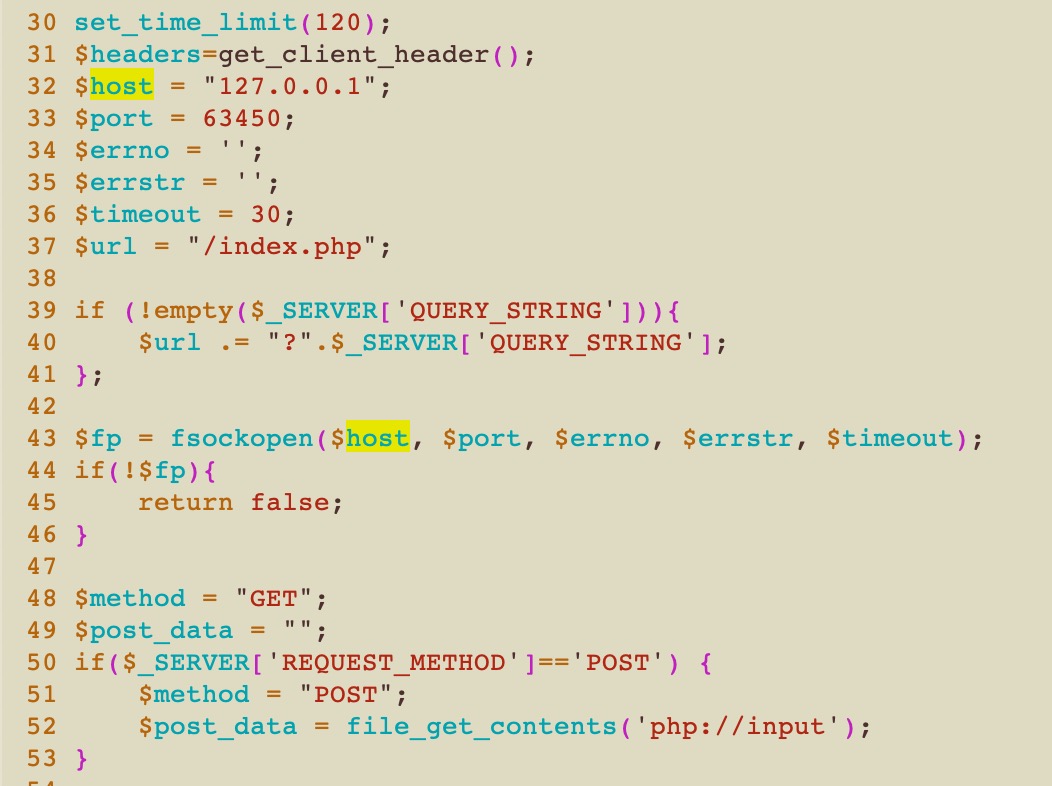 30 set_time_limit(120);
31 $headers=get_client_header();
32 $host = "127.0.0.1";
33 $port = 63450;
34 $errno = '';
35 $errstr = '';
36 $timeout = 30;
37 $url = "/index.php";
38
39 if (!empty($_SERVER['QUERY_STRING'])){
40     $url .= "?".$_SERVER['QUERY_STRING'];
41 };
42
43 $fp = fsockopen($host, $port, $errno, $errstr, $timeout);
44 if(!$fp){
45     return false;
46 }
47
48 $method = "GET";
49 $post_data = "";
50 if($_SERVER['REQUEST_METHOD']=='POST') {
51     $method = "POST";
52     $post_data = file_get_contents('php://input');
53 }